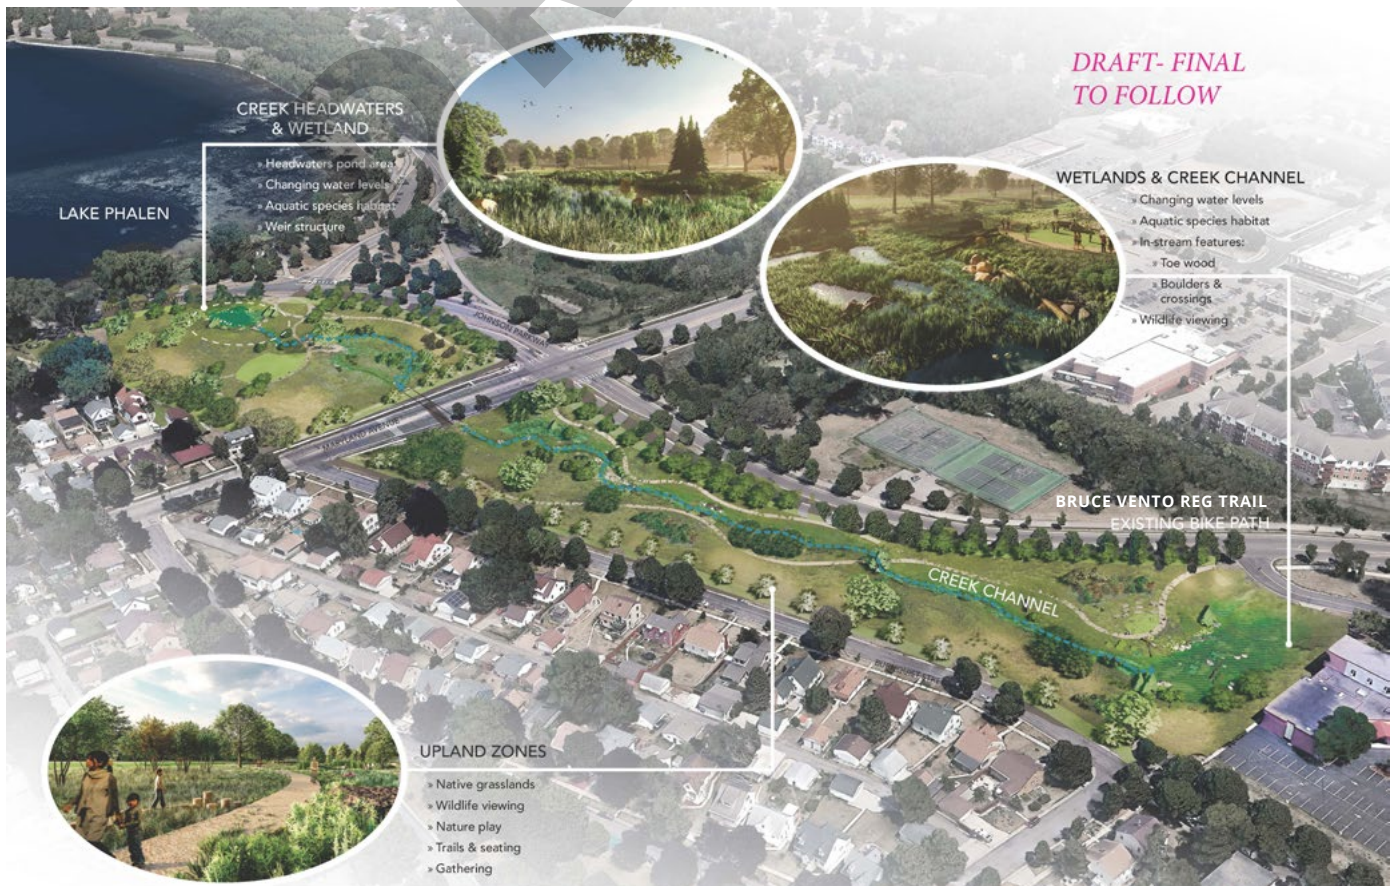 DRAFT- FINAL
TO FOLLOW
CREEK HEADWATERS
& WETLAND
» Headwaters pond area
» Changing water levels
» Aquatic species habitat
» Weir structure
LAKE PHALEN
WETLANDS & CREEK CHANNEL
» Changing water levels
» Aquatic species habitat
» In-stream features:
» Toe wood
» Boulders &
crossings
» Wildlife viewing
JOHNSON PARKWAY
MARYLAND AVENUE
BRUCE VENTO REG TRAIL
EXISTING BIKE PATH
CREEK CHANNEL
UPLAND ZONES
» Native grasslands
» Wildlife viewing
» Nature play
» Trails & seating
» Gathering